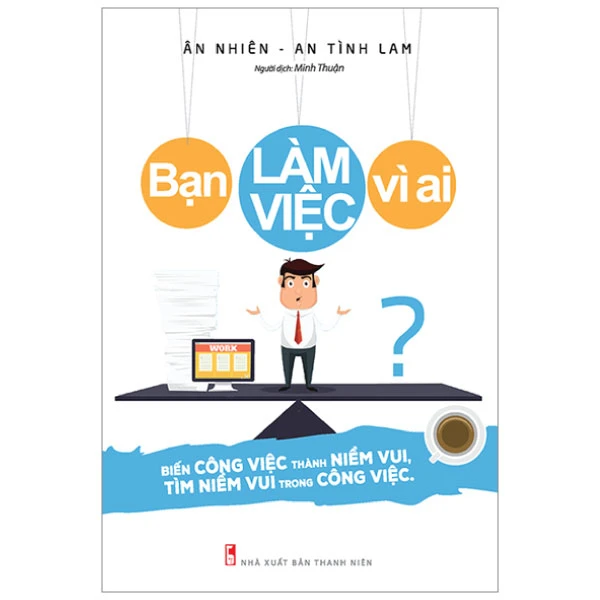 ÂN NHIÊN - AN TÌNH LAM
Người dịch: Minh Thuận
Bạn
LÀM
VIỆC
vì ai
WORK
?
BIẾN CÔNG VIỆC THÀNH NIỀM VUI,
TÌM NIỀM VUI TRONG CÔNG VIỆC.
NHÀ XUẤT BẢN THANH NIÊN